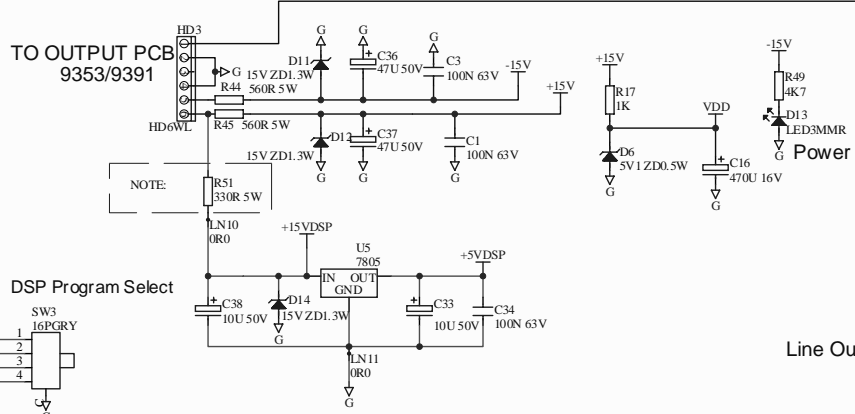 HD3
TO OUTPUT PCB
9353/9391
G
HD6WL
R44
560R 5W
R45 560R 5W
D11
15V ZD1.3W
G
G
C36
47U 50V
G
C3
100N 63V
-15V
+15V
D12
15V ZD1.3W
G
C37
47U 50V
G
C1
100N 63V
G
+15V
R17
1K
VDD
D6
5V1 ZD0.5W
G
C16
470U 16V
G
-15V
R49
4K7
D13
LED3MMR
G
Power
NOTE:
R51
330R 5W
LN10
0R0
+15VDSP
U5
7805
IN OUT
GND
+5VDSP
C38
10U 50V
D14
15V ZD1.3W
G
C33
10U 50V
C34
100N 63V
LN11
0R0
G
DSP Program Select
SW3
16PGRY
1
2
3
4
G
Line Ou